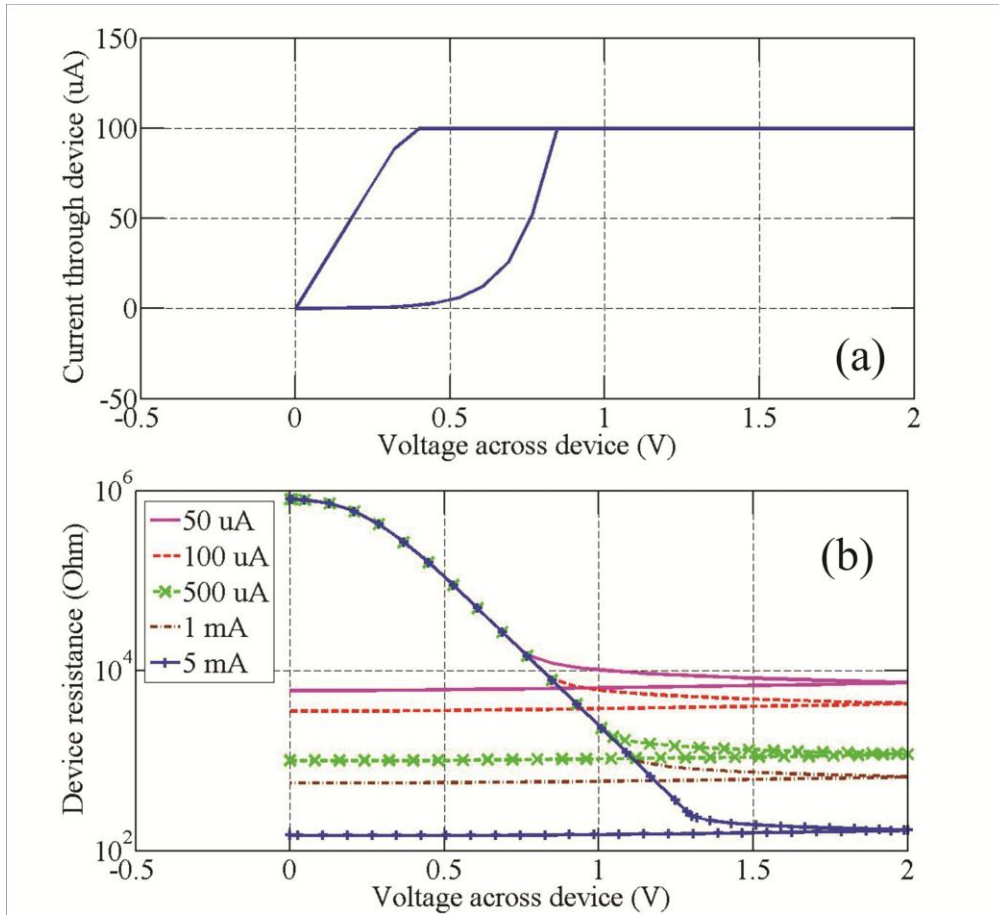 150
100
50
0
-50
-0.5 0 0.5 1 1.5 2
Current through device (uA)
(a)
Voltage across device (V)
10^6
10^4
10^2
Device resistance (Ohm)
50 uA
100 uA
500 uA
1 mA
5 mA
(b)
-0.5 0 0.5 1 1.5 2
Voltage across device (V)